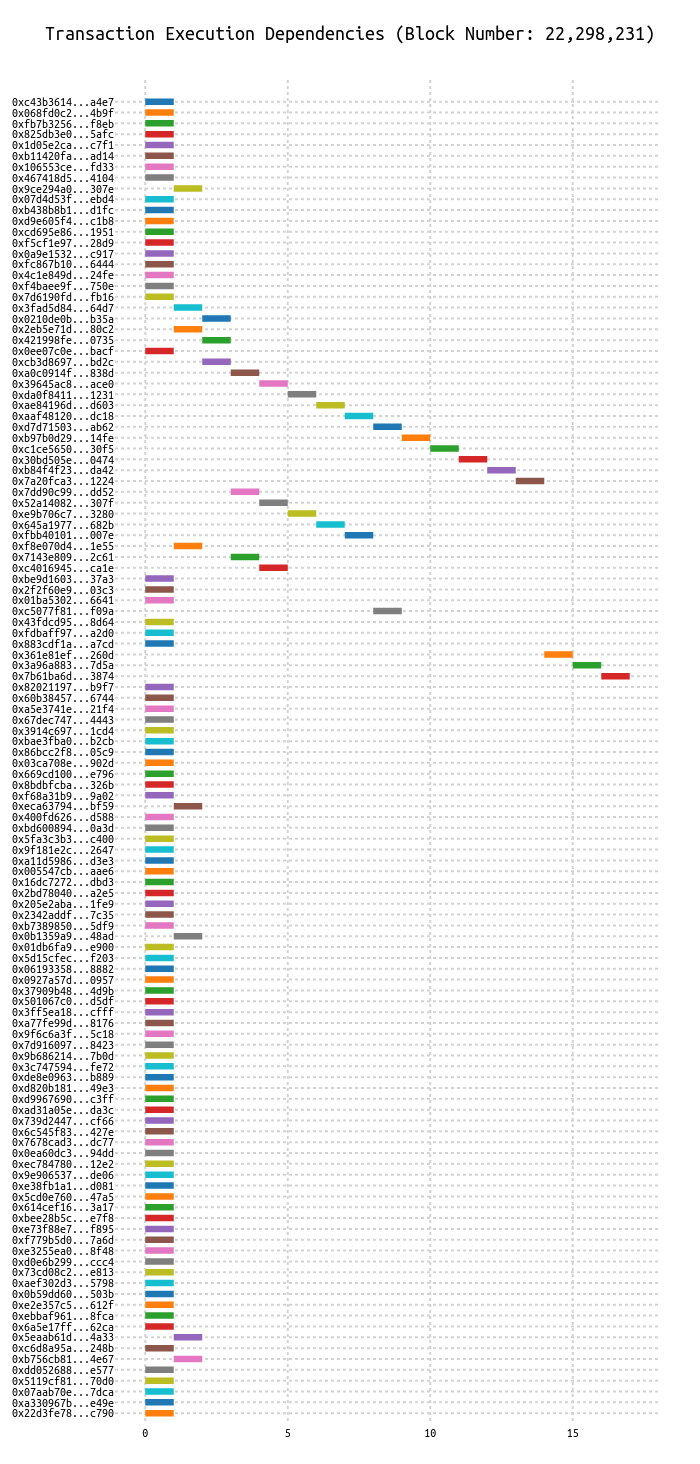 Transaction Execution Dependencies (Block Number: 22,298,231)
0xc43b3614...a4e7
0x068fd0c2...4b9f
0xfb7b3256...f8eb
0x825db3e0...5afc
0x1d05e2ca...c7f1
0xb11420fa...ad14
0x106553ce...fd33
0x467418d5...4104
0x9ce294a0...307e
0x07d4d53f...ebd4
0xb438b8b1...d1fc
0xd9e605f4...c1b8
0xcd695e86...1951
0xf5cf1e97...28d9
0x0a9e1532...c917
0xfc867b10...6444
0x4c1e849d...24fe
0xf4baee9f...750e
0x7d6190fd...fb16
0x3fad5d84...64d7
0x0210de0b...b35a
0x2eb5e71d...80c2
0x421998fe...0735
0x0ee07c0e...bacf
0xcb3d8697...bd2c
0xa0c0914f...838d
0x39645ac8...ace0
0xda0f8411...1231
0xae84196d...d603
0xaaf48120...dc18
0xd7d71503...ab62
0xb97b0d29...14fe
0xc1ce5650...30f5
0x30bd505e...0474
0xb84f4f23...da42
0x7a20fca3...1224
0x7dd90c99...dd52
0x52a14082...307f
0xe9b706c7...3280
0x645a1977...682b
0xfbb40101...007e
0xf8e070d4...1e55
0x7143e809...2c61
0xc4016945...ca1e
0xbe9d1603...37a3
0x2f2f60e9...03c3
0x01ba5302...6641
0xc5077f81...f09a
0x43fdcd95...8d64
0xfdbaff97...a2d0
0x883cdf1a...a7cd
0x361e81ef...260d
0x3a96a883...7d5a
0x7b61ba6d...3874
0x82021197...b9f7
0x60b38457...6744
0xa5e3741e...21f4
0x67dec747...4443
0x3914c697...1cd4
0xbae3fba0...b2cb
0x86bcc2f8...05c9
0x03ca708e...902d
0x669cd100...e796
0x8bdbfcba...326b
0xf68a31b9...9a02
0xeca63794...bf59
0x400fd626...d588
0xbd600894...0a3d
0x5fa3c3b3...c400
0x9f181e2c...2647
0xa11d5986...d3e3
0x005547cb...aae6
0x16dc7272...dbd3
0x2bd78040...a2e5
0x205e2aba...1fe9
0x2342addf...7c35
0xb7389850...5df9
0x0b1359a9...48ad
0x01db6fa9...e900
0x5d15cfec...f203
0x06193358...8882
0x0927a57d...0957
0x37909b48...4d9b
0x501067c0...d5df
0x3ff5ea18...cfff
0xa77fe99d...8176
0x9f6c6a3f...5c18
0x7d916097...8423
0x9b686214...7b0d
0x3c747594...fe72
0xde8e0963...b889
0xd820b181...49e3
0xd9967690...c3ff
0xad31a05e...da3c
0x739d2447...cf66
0x6c545f83...427e
0x7678cad3...dc77
0x0ea60dc3...94dd
0xec784780...12e2
0x9e906537...de06
0xe38fb1a1...d081
0x5cd0e760...47a5
0x614cef16...3a17
0xbee28b5c...e7f8
0xe73f88e7...f895
0xf779b5d0...7a6d
0xe3255ea0...8f48
0xd0e6b299...ccc4
0x73cd08c2...e813
0xaef302d3...5798
0x0b59dd60...503b
0xe2e357c5...612f
0xebbaf961...8fca
0x6a5e17ff...62ca
0x5eaab61d...4a33
0xc6d8a95a...248b
0xb756cb81...4e67
0xdd052688...e577
0x5119cf81...70d0
0x07aab70e...7dca
0xa330967b...e49e
0x22d3fe78...c790
0 5 10 15